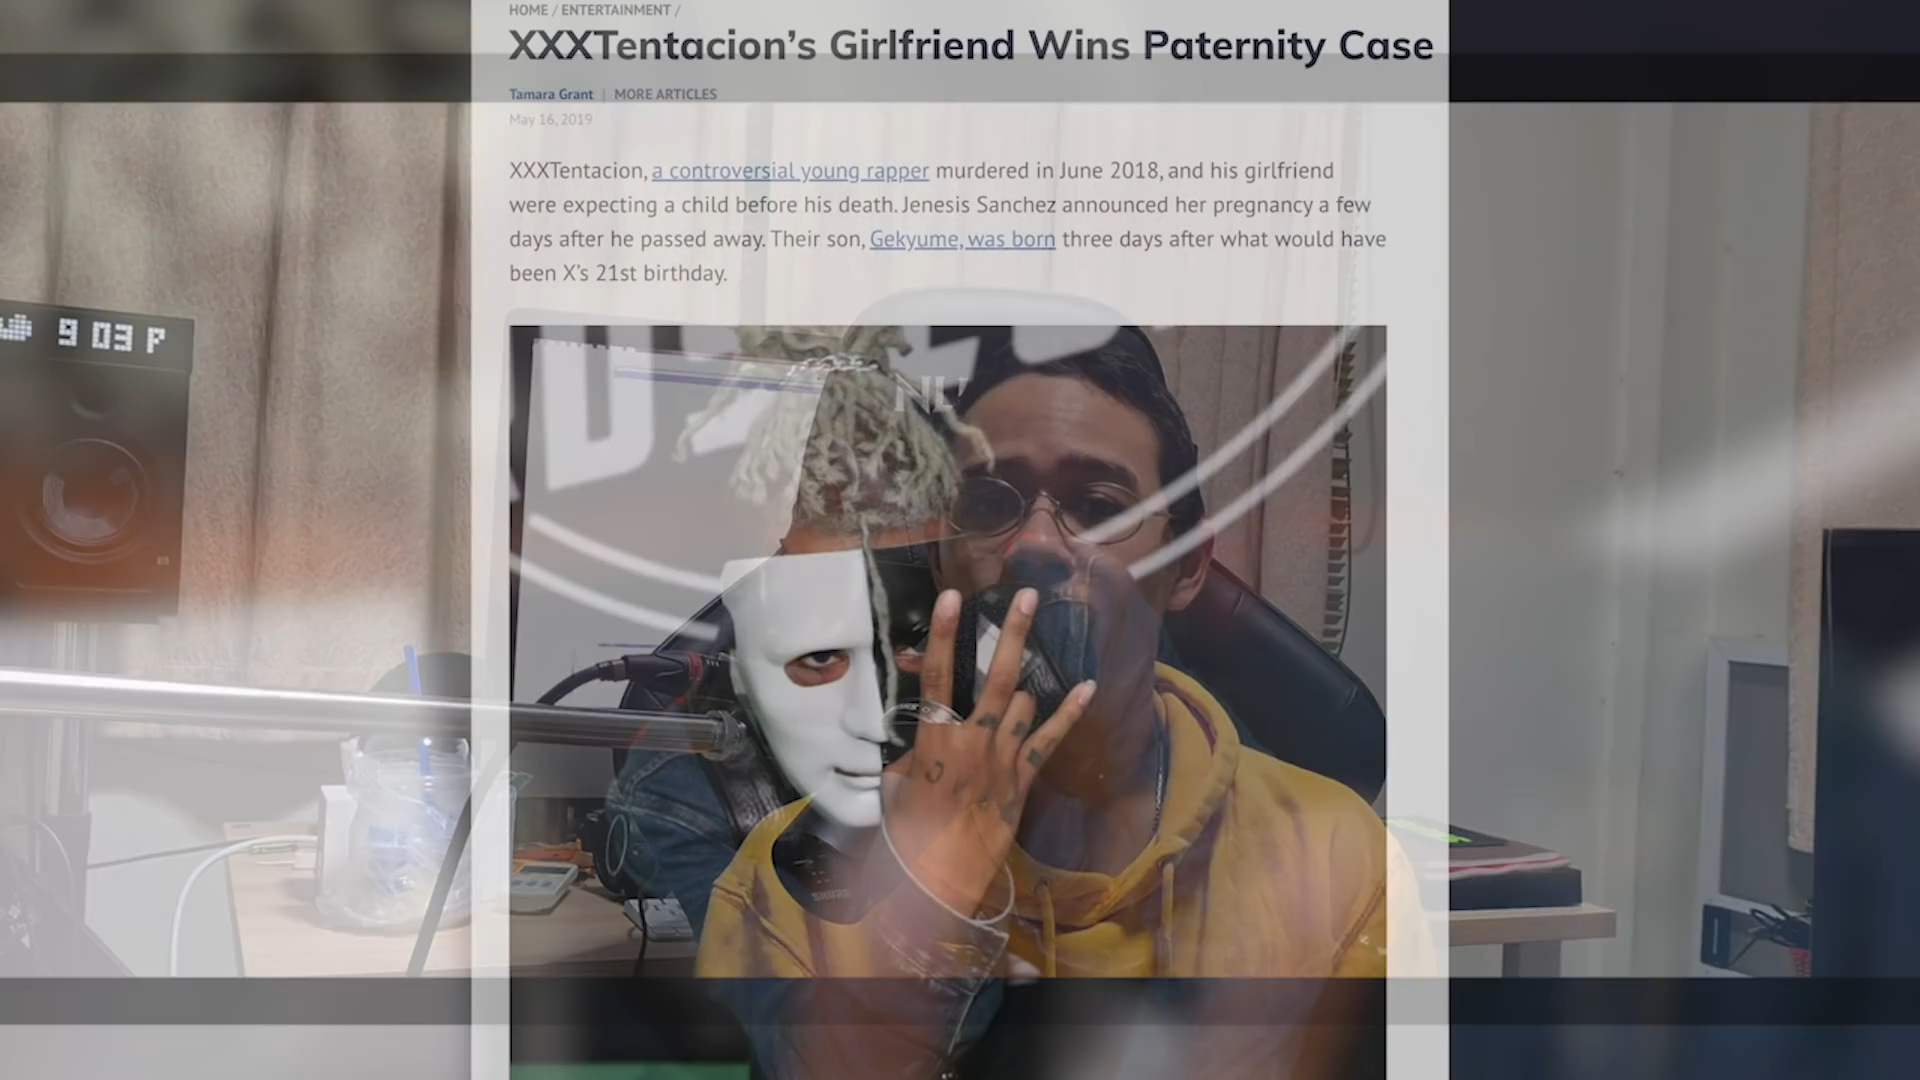 HOME / ENTERTAINMENT /
XXXTentacion’s Girlfriend Wins Paternity Case
Tamara Grant | MORE ARTICLES
May 16, 2019
XXXTentacion, a controversial young rapper murdered in June 2018, and his girlfriend
were expecting a child before his death. Jenesis Sanchez announced her pregnancy a few
days after he passed away. Their son, Gekyume, was born three days after what would have
been X’s 21st birthday.
9 03 P